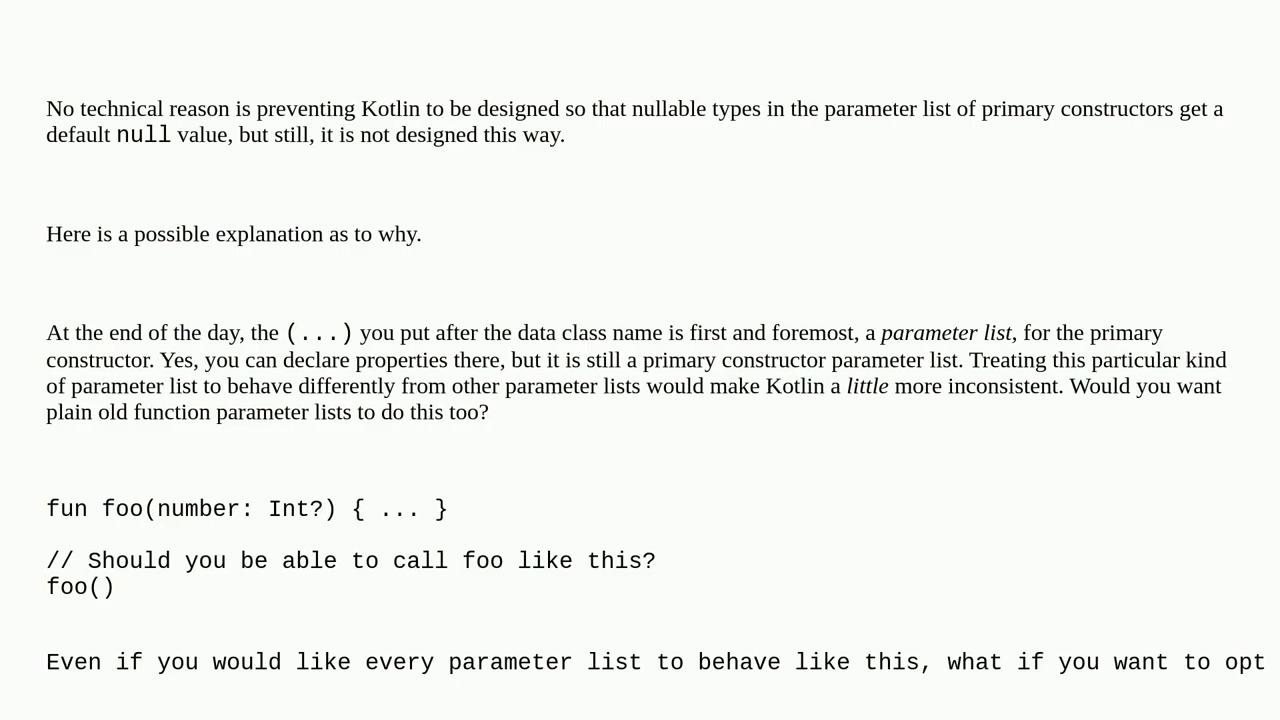 No technical reason is preventing Kotlin to be designed so that nullable types in the parameter list of primary constructors get a
default null value, but still, it is not designed this way.
Here is a possible explanation as to why.
At the end of the day, the (...) you put after the data class name is first and foremost, a parameter list, for the primary
constructor. Yes, you can declare properties there, but it is still a primary constructor parameter list. Treating this particular kind
of parameter list to behave differently from other parameter lists would make Kotlin a little more inconsistent. Would you want
plain old function parameter lists to do this too?
fun foo(number: Int?) { ... }
// Should you be able to call foo like this?
foo()
Even if you would like every parameter list to behave like this, what if you want to opt